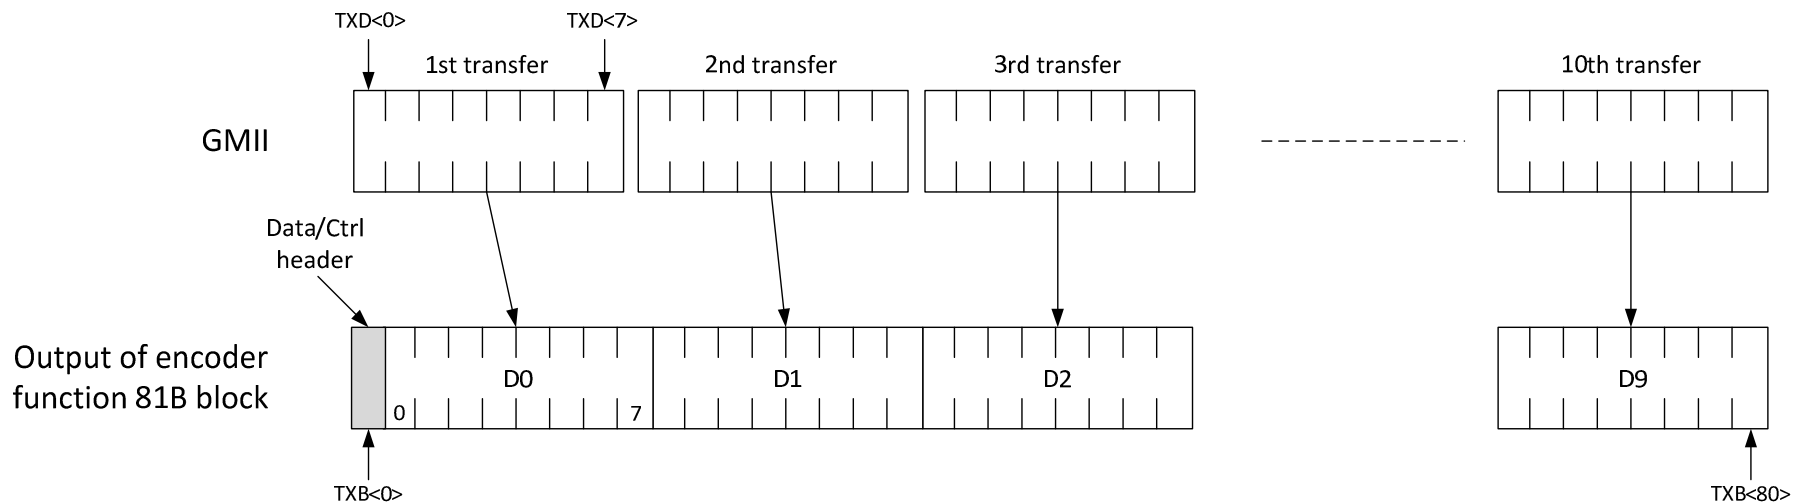 TXD<0>
TXD<7>
1st transfer
2nd transfer
3rd transfer
10th transfer
GMII
Data/Ctrl
header
Output of encoder
function 81B block
D0
D1
D2
D9
0
7
TXB<0>
TXB<80>